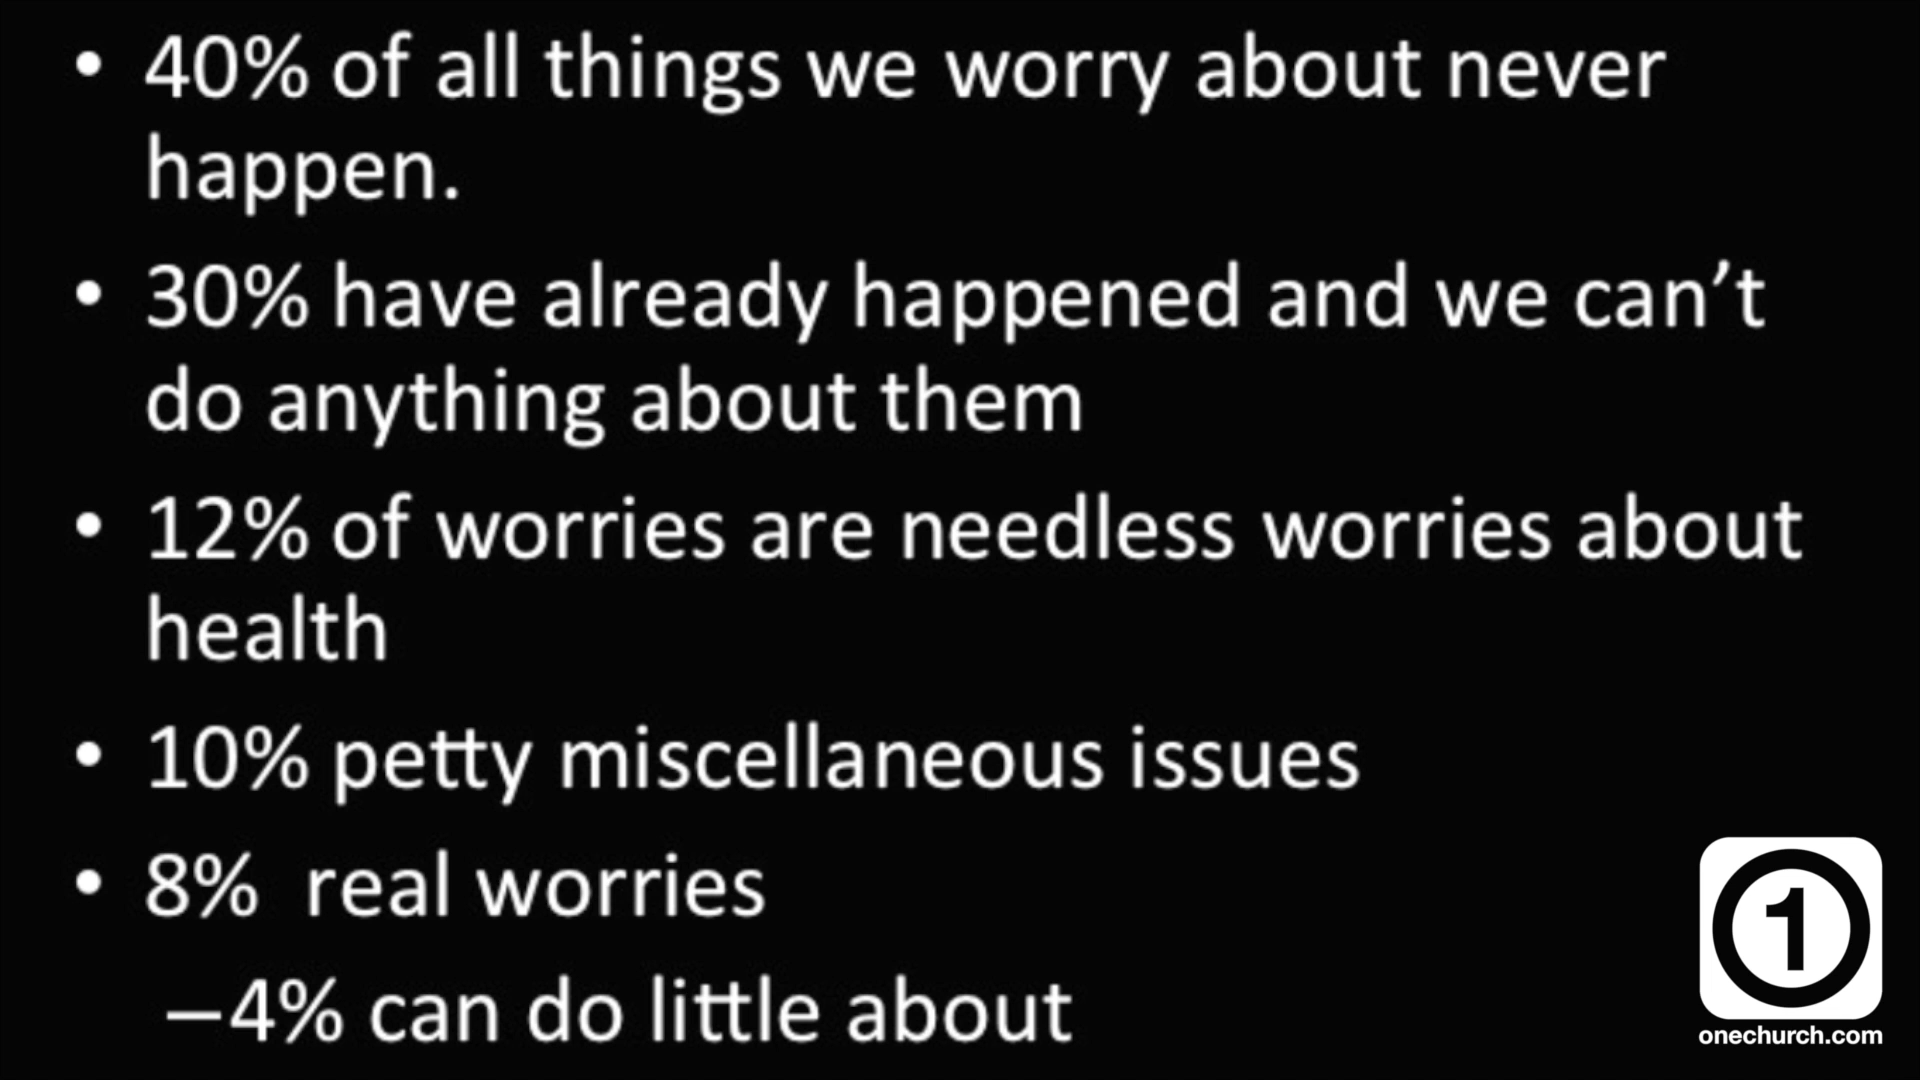 • 40% of all things we worry about never
happen.
• 30% have already happened and we can’t
do anything about them
• 12% of worries are needless worries about
health
• 10% petty miscellaneous issues
• 8%  real worries
–4% can do little about
1
onechurch.com